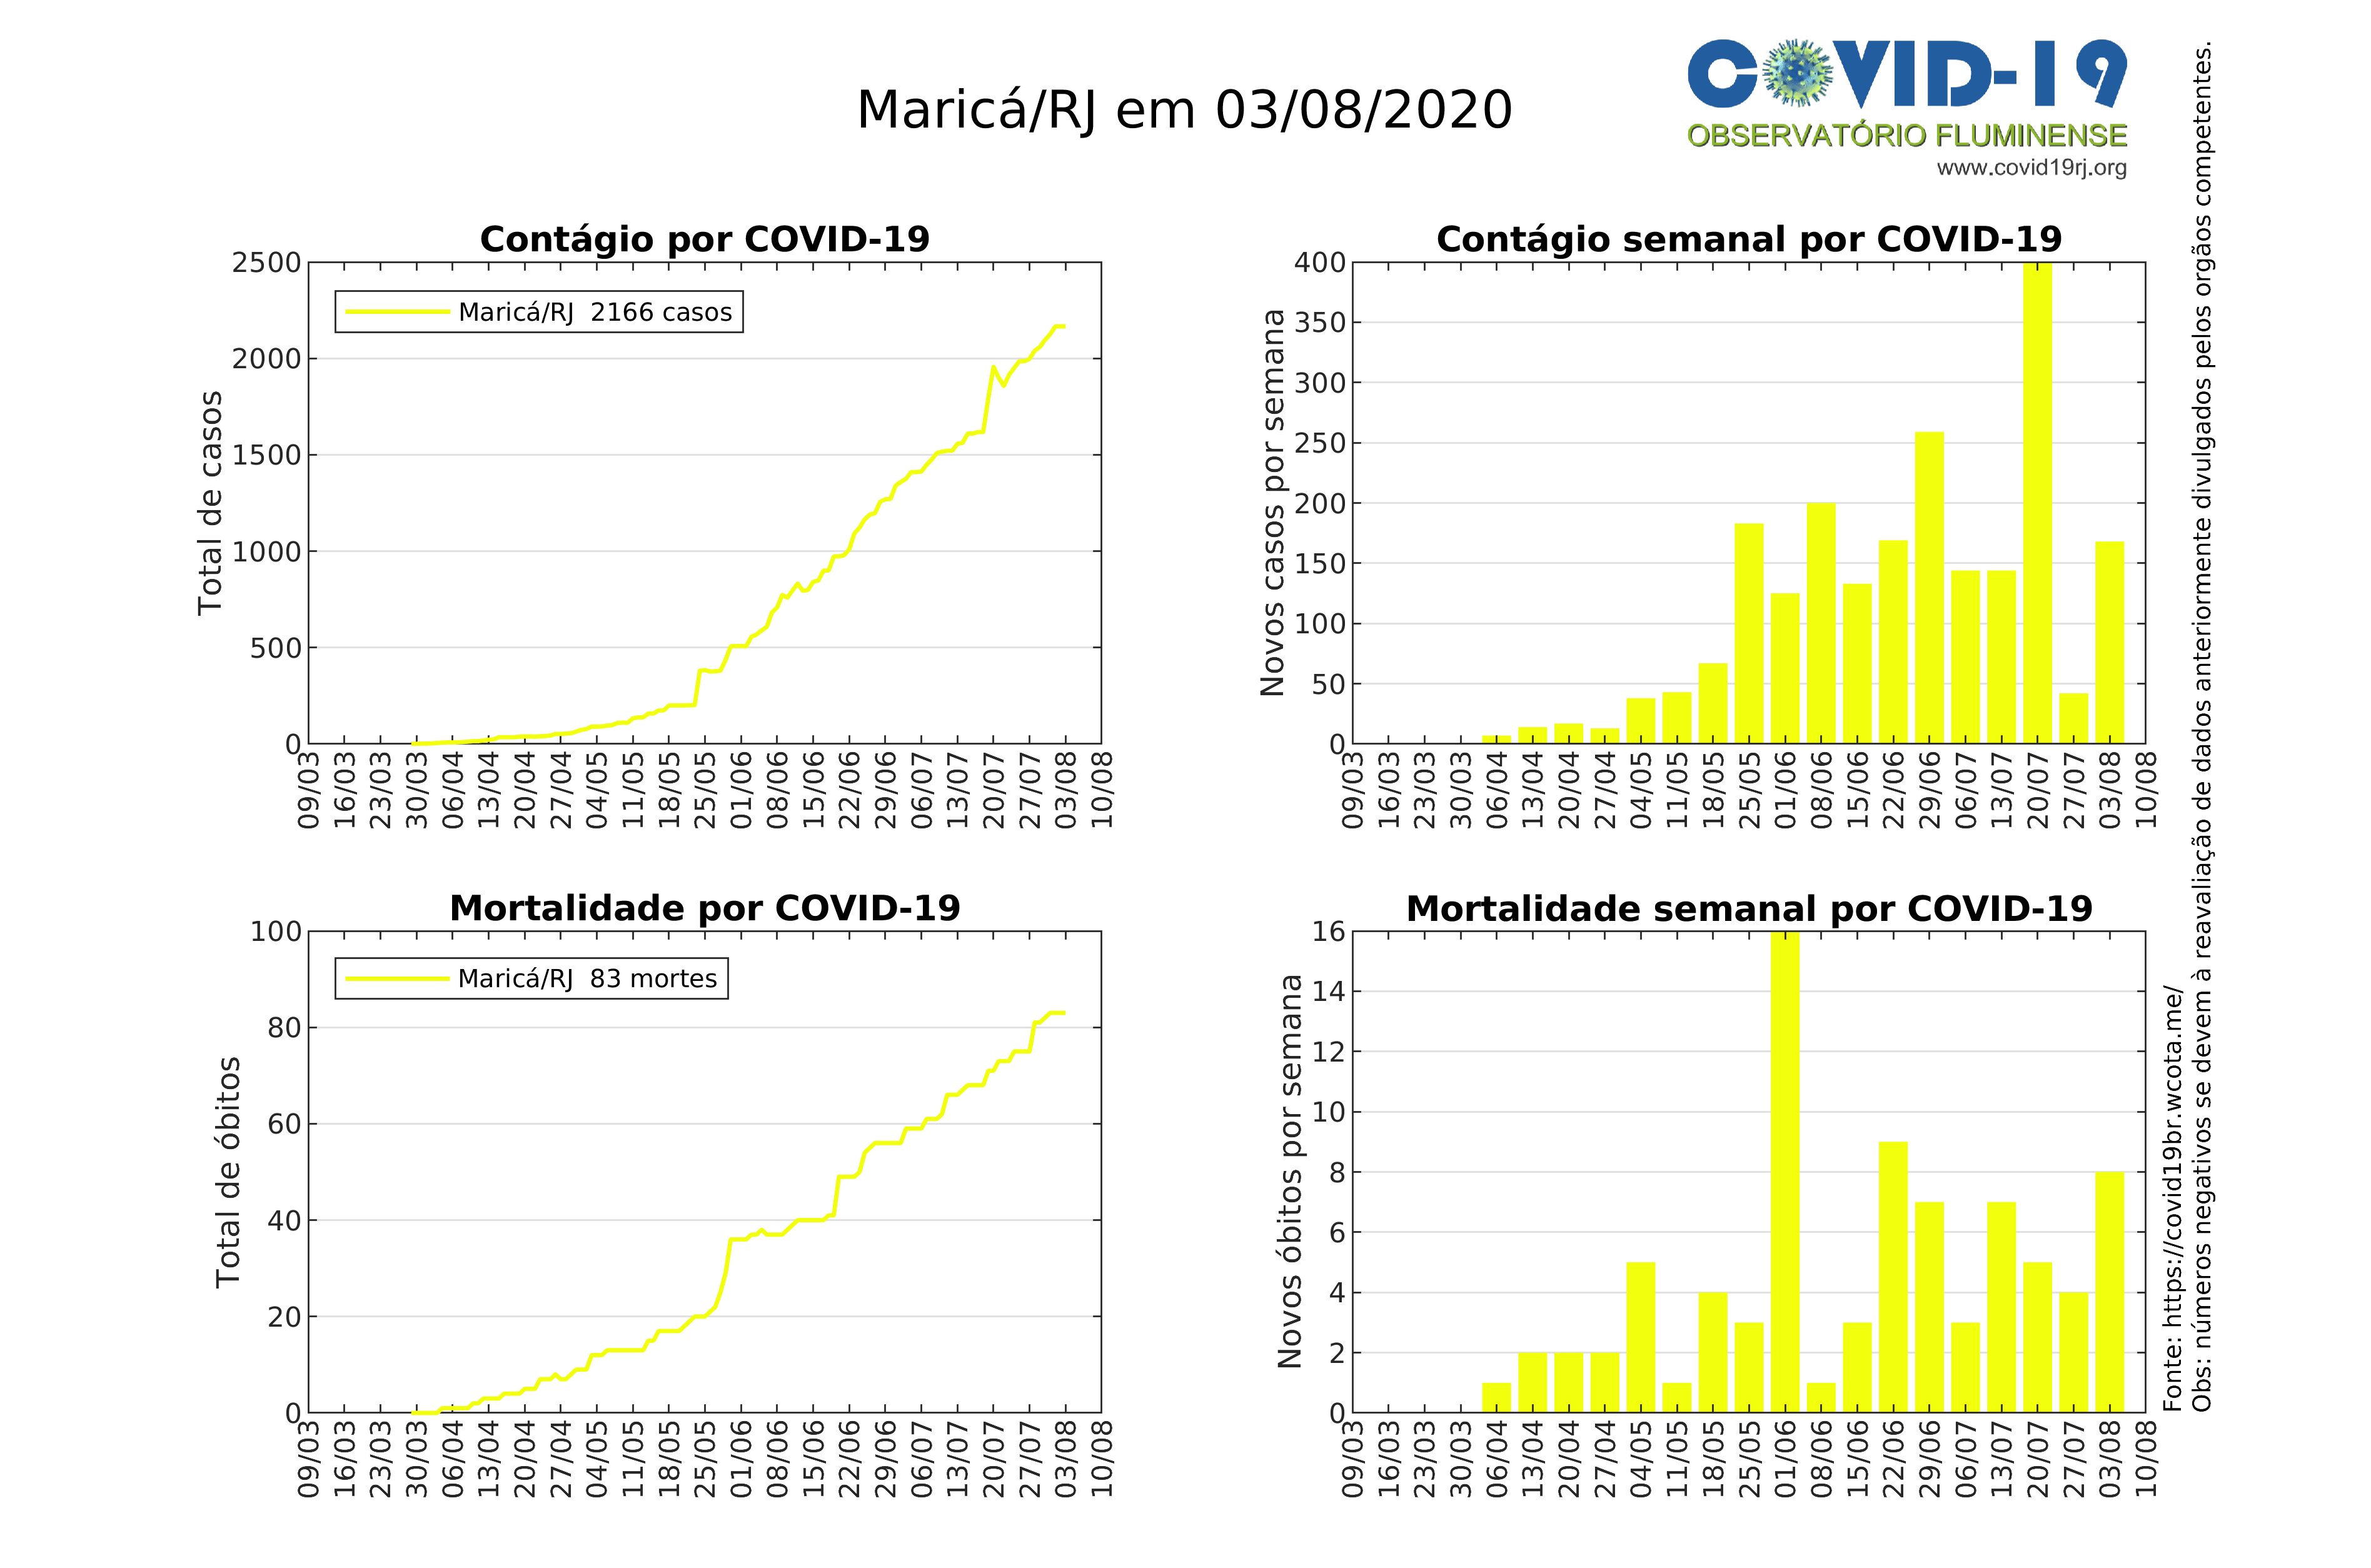 Maricá/RJ em 03/08/2020
COVID-19
OBSERVATÓRIO FLUMINENSE
www.covid19rj.org
Contágio por COVID-19
Total de casos
2500
2000
1500
1000
500
0
Maricá/RJ 2166 casos
09/03 16/03 23/03 30/03 06/04 13/04 20/04 27/04 04/05 11/05 18/05 25/05 01/06 08/06 15/06 22/06 29/06 06/07 13/07 20/07 27/07 03/08 10/08
Contágio semanal por COVID-19
Novos casos por semana
400
350
300
250
200
150
100
50
0
09/03 16/03 23/03 30/03 06/04 13/04 20/04 27/04 04/05 11/05 18/05 25/05 01/06 08/06 15/06 22/06 29/06 06/07 13/07 20/07 27/07 03/08 10/08
Mortalidade por COVID-19
Total de óbitos
100
80
60
40
20
0
Maricá/RJ 83 mortes
09/03 16/03 23/03 30/03 06/04 13/04 20/04 27/04 04/05 11/05 18/05 25/05 01/06 08/06 15/06 22/06 29/06 06/07 13/07 20/07 27/07 03/08 10/08
Mortalidade semanal por COVID-19
Novos óbitos por semana
16
14
12
10
8
6
4
2
0
09/03 16/03 23/03 30/03 06/04 13/04 20/04 27/04 04/05 11/05 18/05 25/05 01/06 08/06 15/06 22/06 29/06 06/07 13/07 20/07 27/07 03/08 10/08
Fonte: https://covid19br.wcota.me/
Obs: números negativos se devem à reavaliação de dados anteriormente divulgados pelos orgãos competentes.